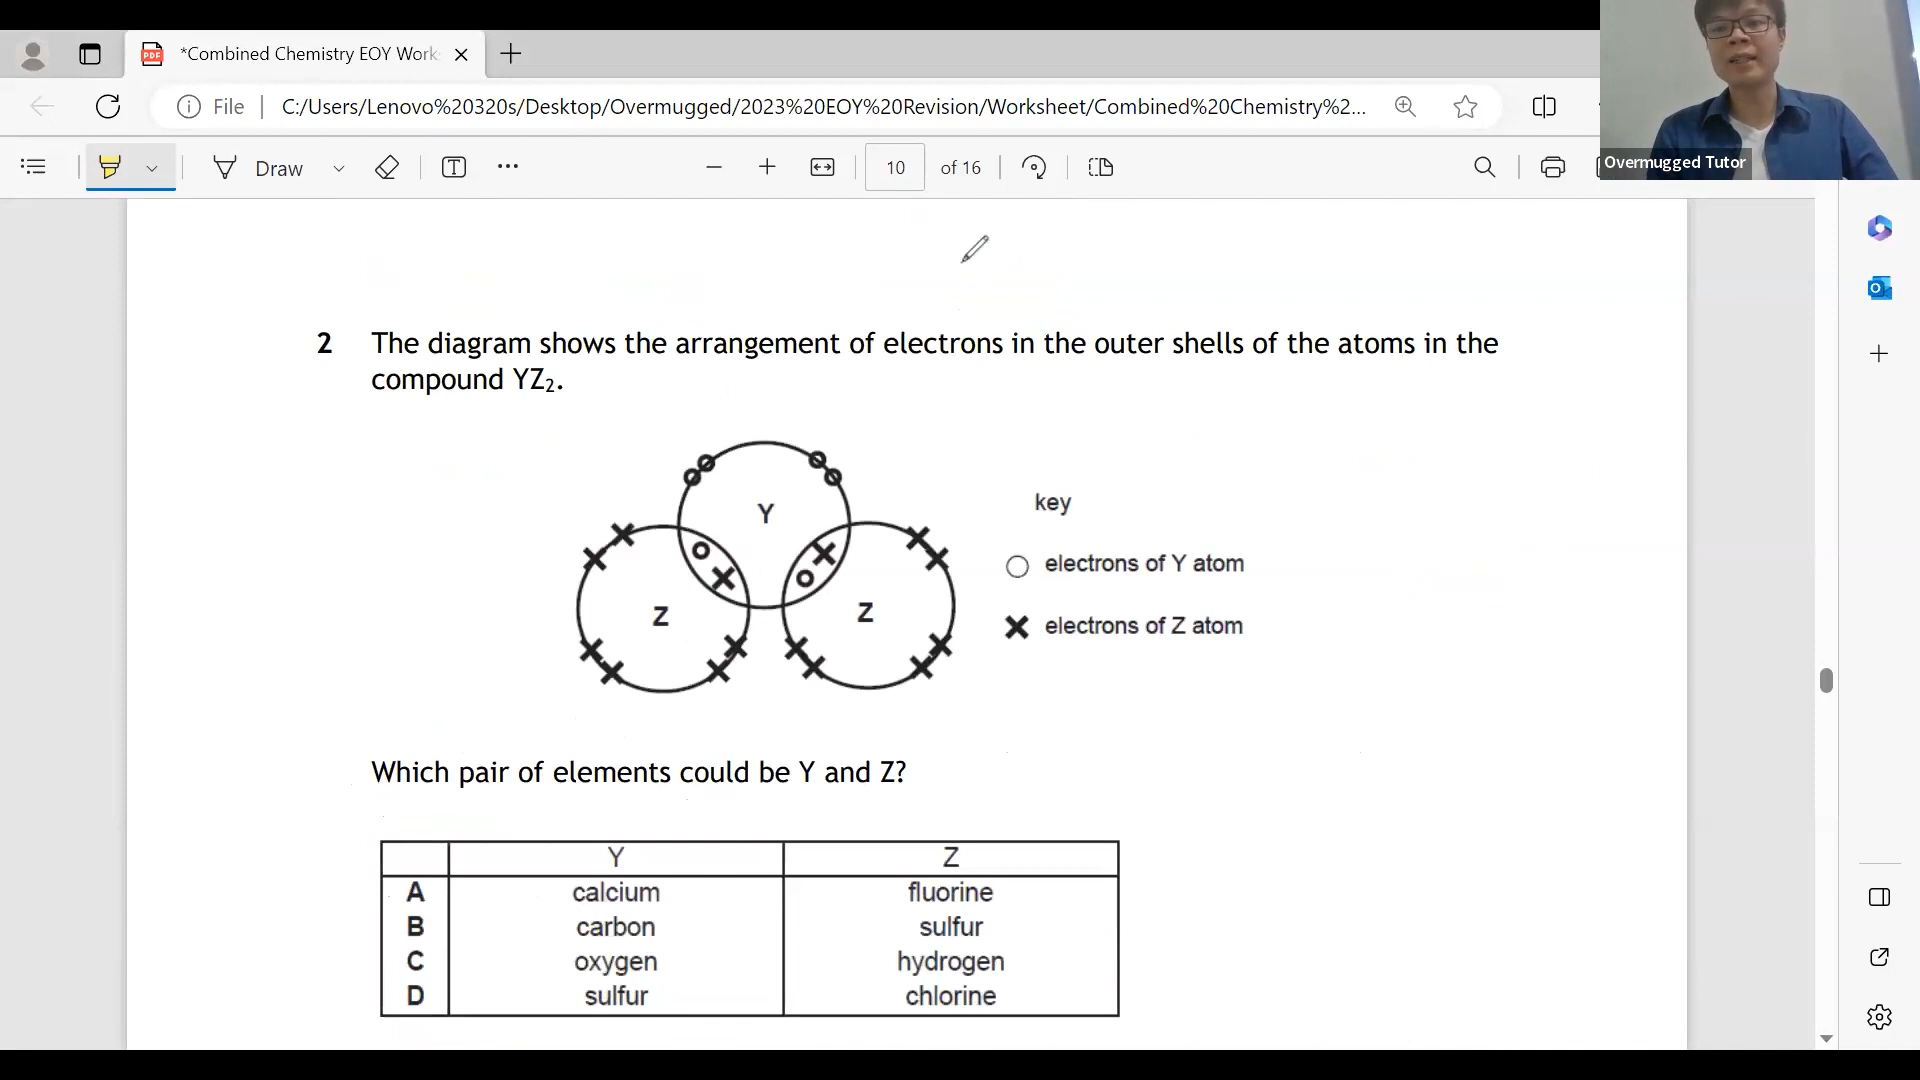 *Combined Chemistry EOY Work
File
C:/Users/Lenovo%20320s/Desktop/Overmugged/2023%20EOY%20Revision/Worksheet/Combined%20Chemistry%2...
Draw
10 of 16
Overmugged Tutor
2 The diagram shows the arrangement of electrons in the outer shells of the atoms in the
compound YZ₂.
Y
Z Z
key
electrons of Y atom
electrons of Z atom
Which pair of elements could be Y and Z?
Y Z
A calcium fluorine
B carbon sulfur
C oxygen hydrogen
D sulfur chlorine